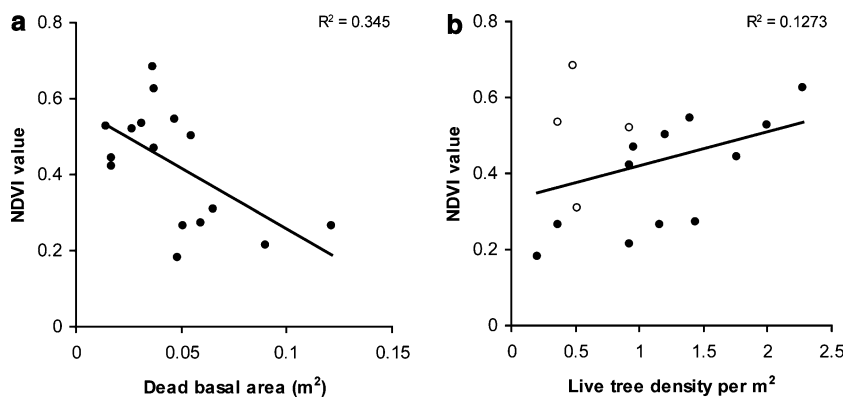 a
R² = 0.345
NDVI value
0.8
0.6
0.4
0.2
0
0
0.05
0.1
0.15
Dead basal area (m²)
b
R² = 0.1273
NDVI value
0.8
0.6
0.4
0.2
0
0
0.5
1
1.5
2
2.5
Live tree density per m²